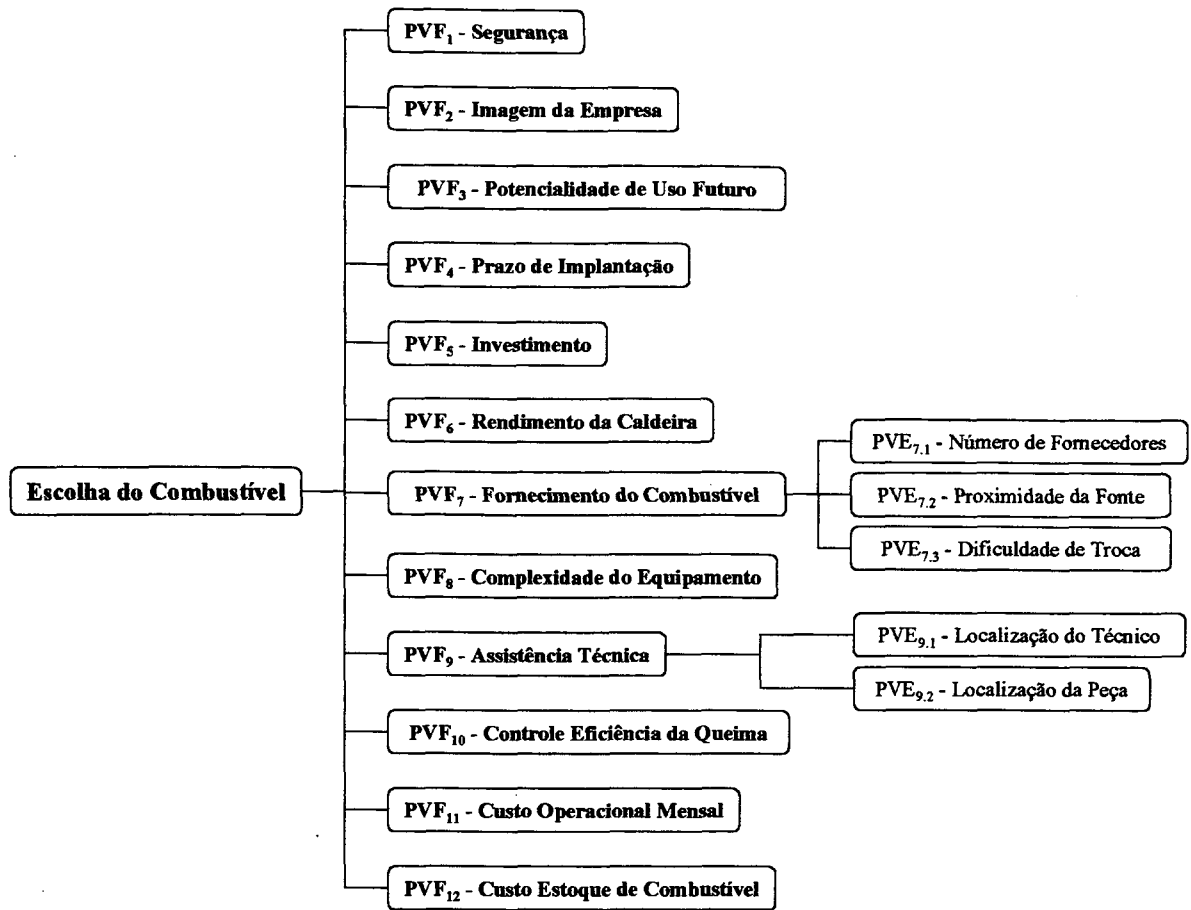 PVF₁ - Segurança
PVF₂ - Imagem da Empresa
PVF₃ - Potencialidade de Uso Futuro
PVF₄ - Prazo de Implantação
PVF₅ - Investimento
PVF₆ - Rendimento da Caldeira
Escolha do Combustível
PVF₇ - Fornecimento do Combustível
PVE₇.₁ - Número de Fornecedores
PVE₇.₂ - Proximidade da Fonte
PVE₇.₃ - Dificuldade de Troca
PVF₈ - Complexidade do Equipamento
PVF₉ - Assistência Técnica
PVE₉.₁ - Localização do Técnico
PVE₉.₂ - Localização da Peça
PVF₁₀ - Controle Eficiência da Queima
PVF₁₁ - Custo Operacional Mensal
PVF₁₂ - Custo Estoque de Combustível